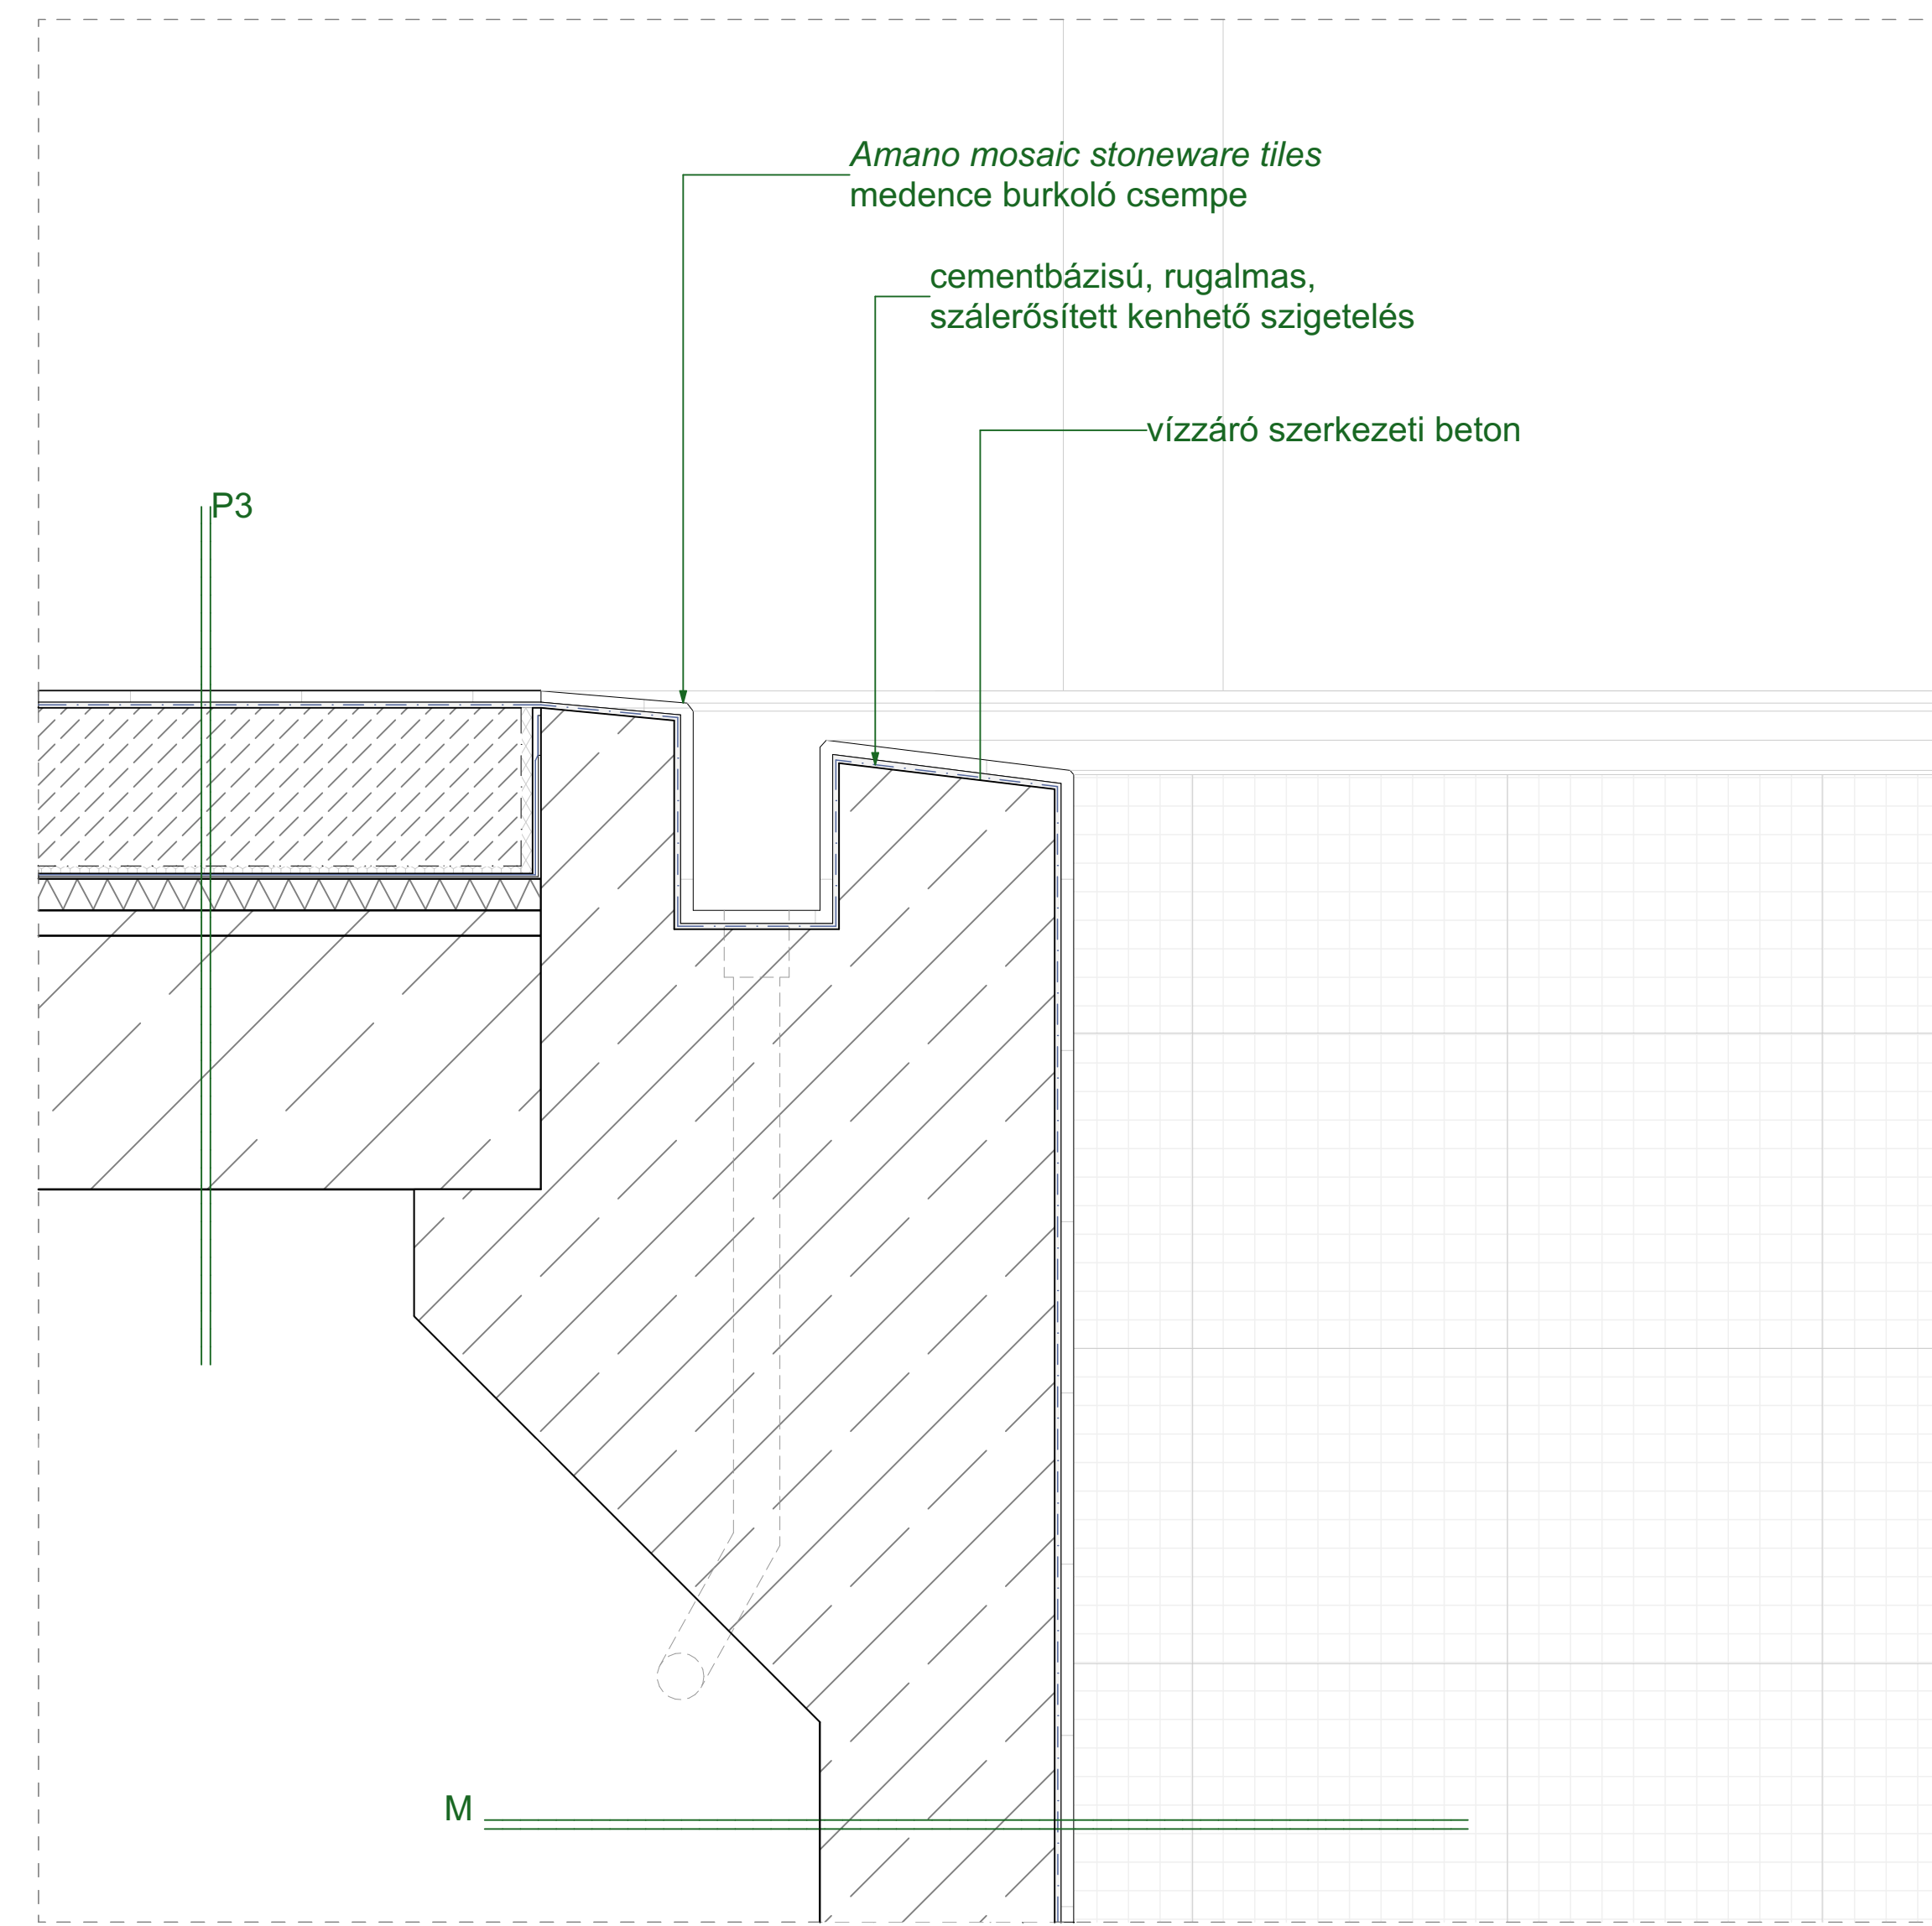 Amano mosaic stoneware tiles
medence burkoló csempe
cementbázisú, rugalmas,
szálerősített kenhető szigetelés
vízzáró szerkezeti beton
P3
M